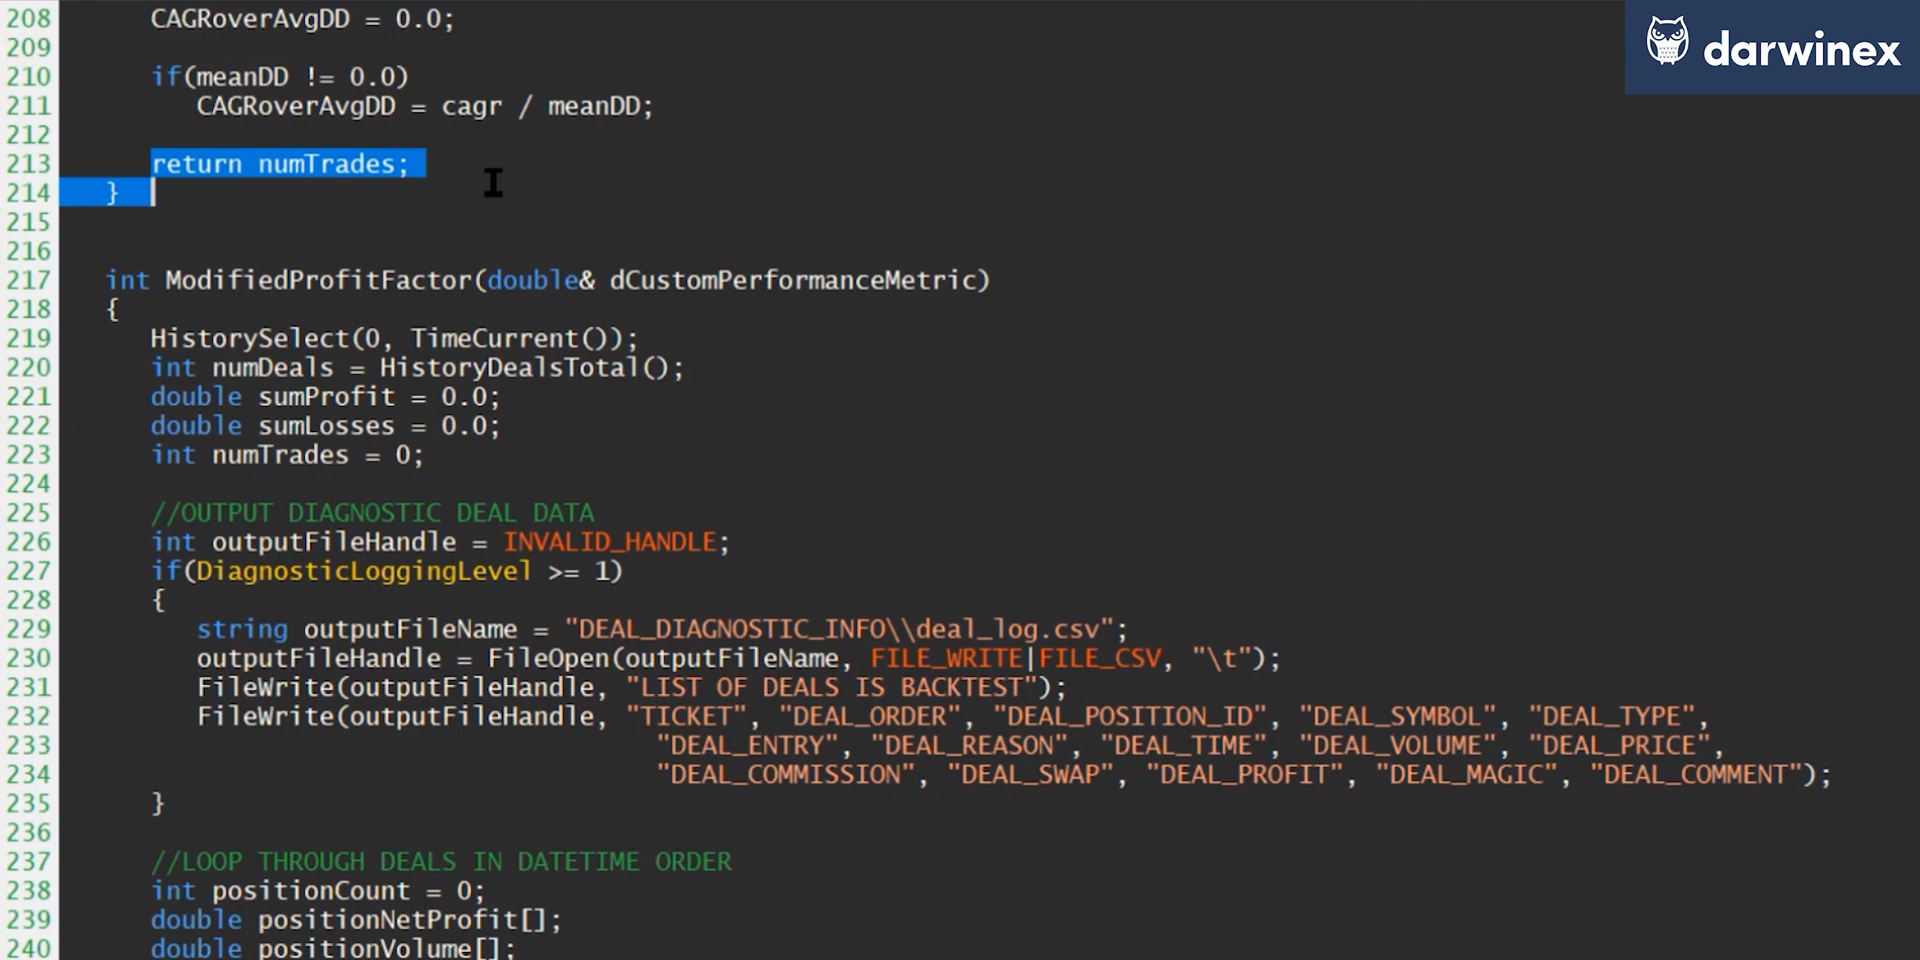 darwinex
208 CAGRoverAvgDD = 0.0;
209
210 if(meanDD != 0.0)
211 CAGRoverAvgDD = cagr / meanDD;
212
213 return numTrades;
214 }
215
216
217 int ModifiedProfitFactor(double& dCustomPerformanceMetric)
218 {
219 HistorySelect(0, TimeCurrent());
220 int numDeals = HistoryDealsTotal();
221 double sumProfit = 0.0;
222 double sumLosses = 0.0;
223 int numTrades = 0;
224
225 //OUTPUT DIAGNOSTIC DEAL DATA
226 int outputFileHandle = INVALID_HANDLE;
227 if(DiagnosticLoggingLevel >= 1)
228 {
229 string outputFileName = "DEAL_DIAGNOSTIC_INFO\\deal_log.csv";
230 outputFileHandle = FileOpen(outputFileName, FILE_WRITE|FILE_CSV, "\t");
231 FileWrite(outputFileHandle, "LIST OF DEALS IS BACKTEST");
232 FileWrite(outputFileHandle, "TICKET", "DEAL_ORDER", "DEAL_POSITION_ID", "DEAL_SYMBOL", "DEAL_TYPE",
233 "DEAL_ENTRY", "DEAL_REASON", "DEAL_TIME", "DEAL_VOLUME", "DEAL_PRICE",
234 "DEAL_COMMISSION", "DEAL_SWAP", "DEAL_PROFIT", "DEAL_MAGIC", "DEAL_COMMENT");
235 }
236
237 //LOOP THROUGH DEALS IN DATETIME ORDER
238 int positionCount = 0;
239 double positionNetProfit[];
240 double positionVolume[];